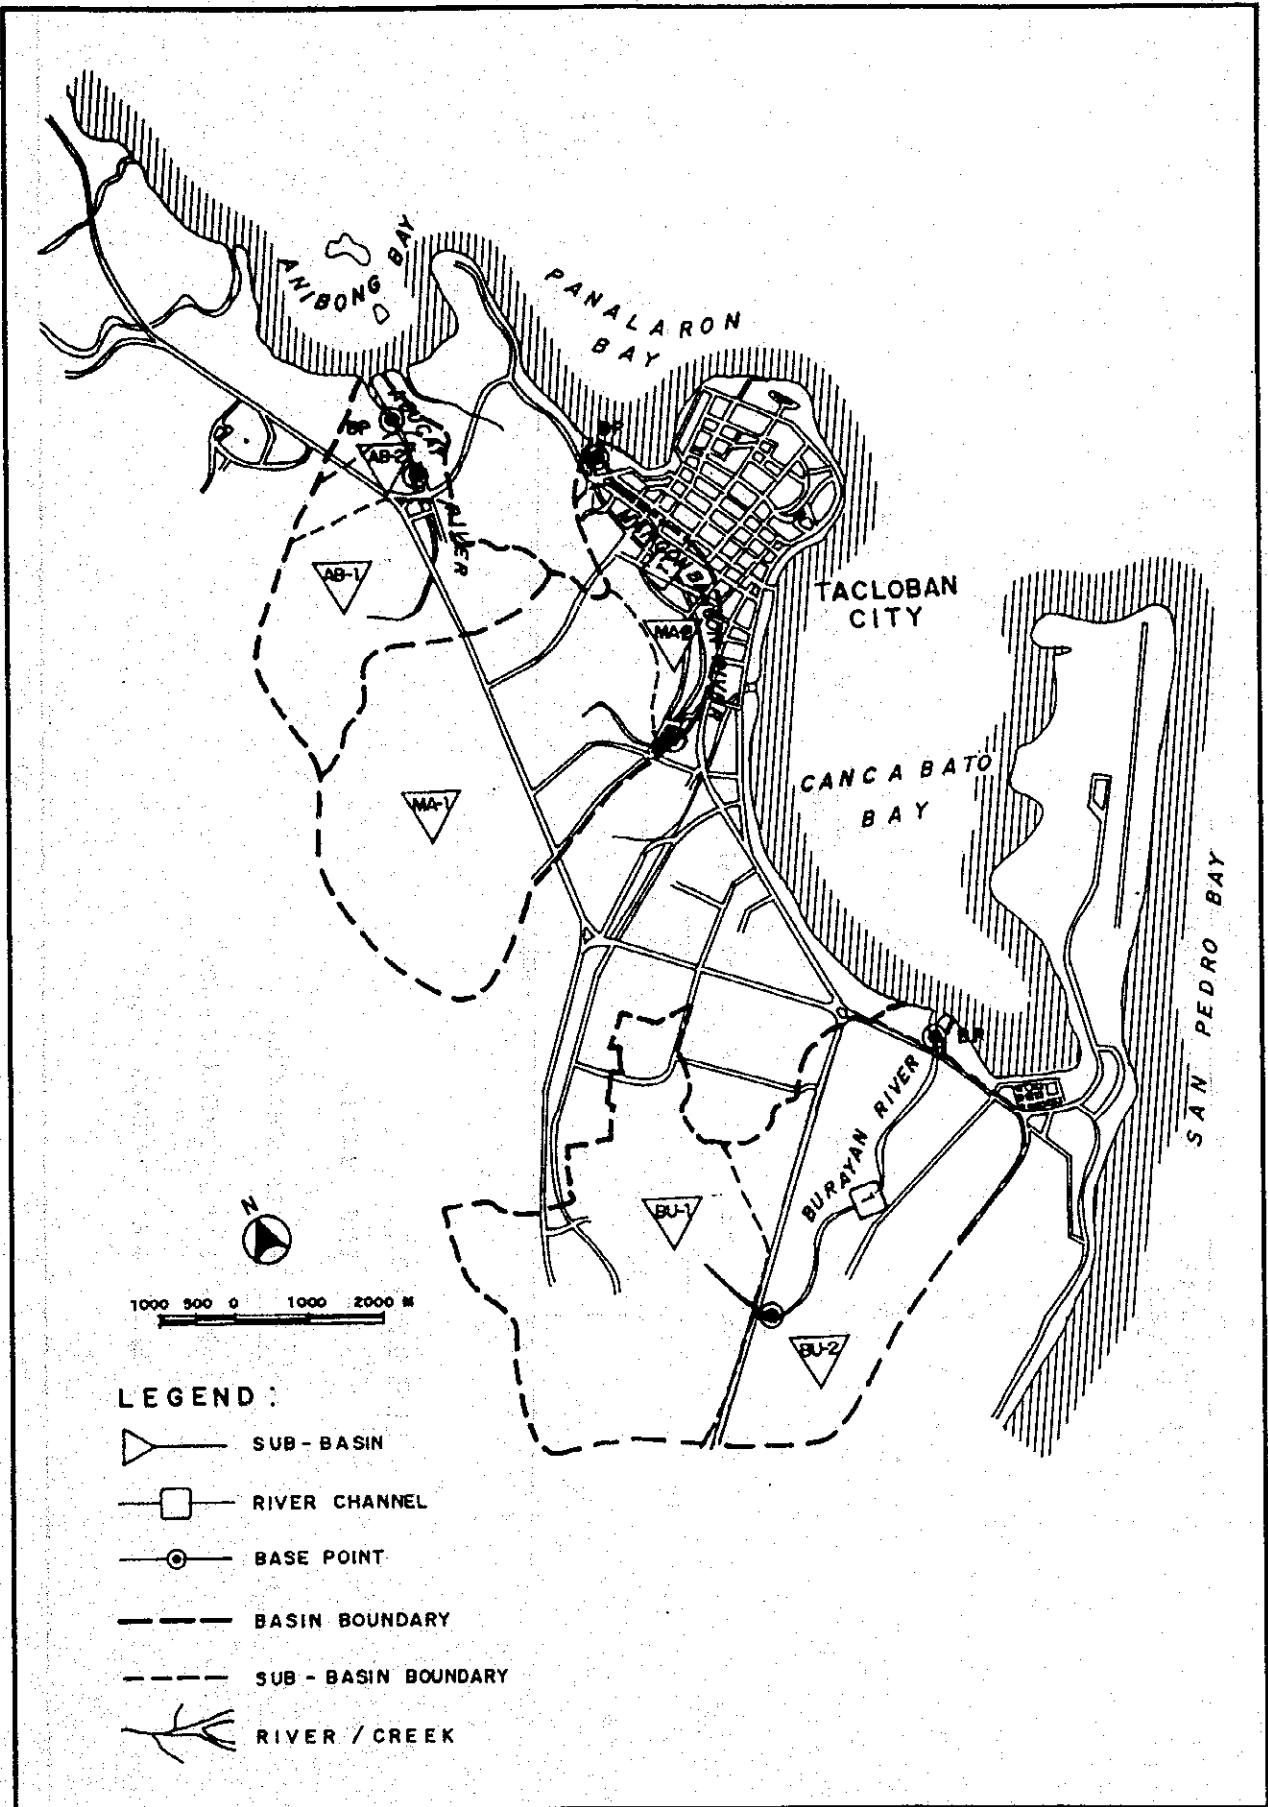 ANIBONG BAY
PANALARON
BAY
BP
BP
AB-2
RIVER
AB-1
TACLOBAN
CITY
RIVER
CANCABATO
BAY
MA-1
SAN PEDRO BAY
BURAYAN RIVER
1
BU-1
N
1000 500 0 1000 2000 M
BU-2
LEGEND :
SUB - BASIN
RIVER CHANNEL
BASE POINT
BASIN BOUNDARY
SUB - BASIN BOUNDARY
RIVER / CREEK